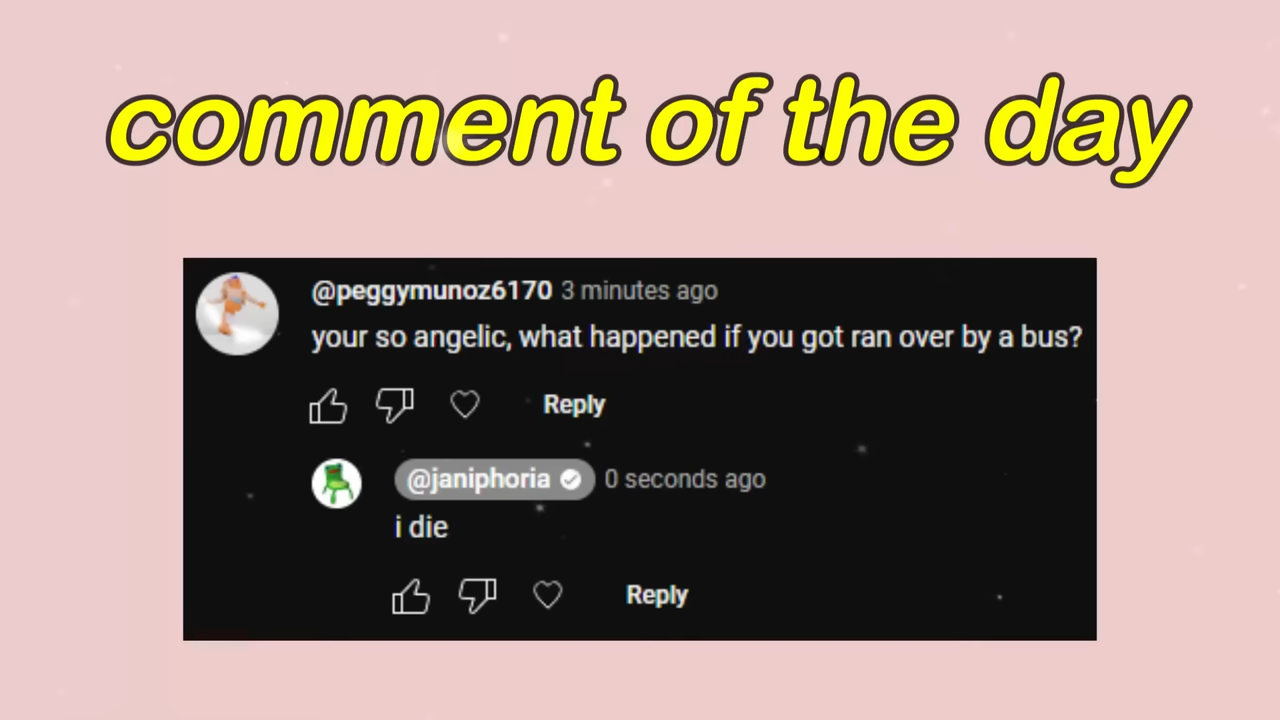 comment of the day
@peggymunoz6170 3 minutes ago
your so angelic, what happened if you got ran over by a bus?
Reply
@janiphoria 0 seconds ago
i die
Reply